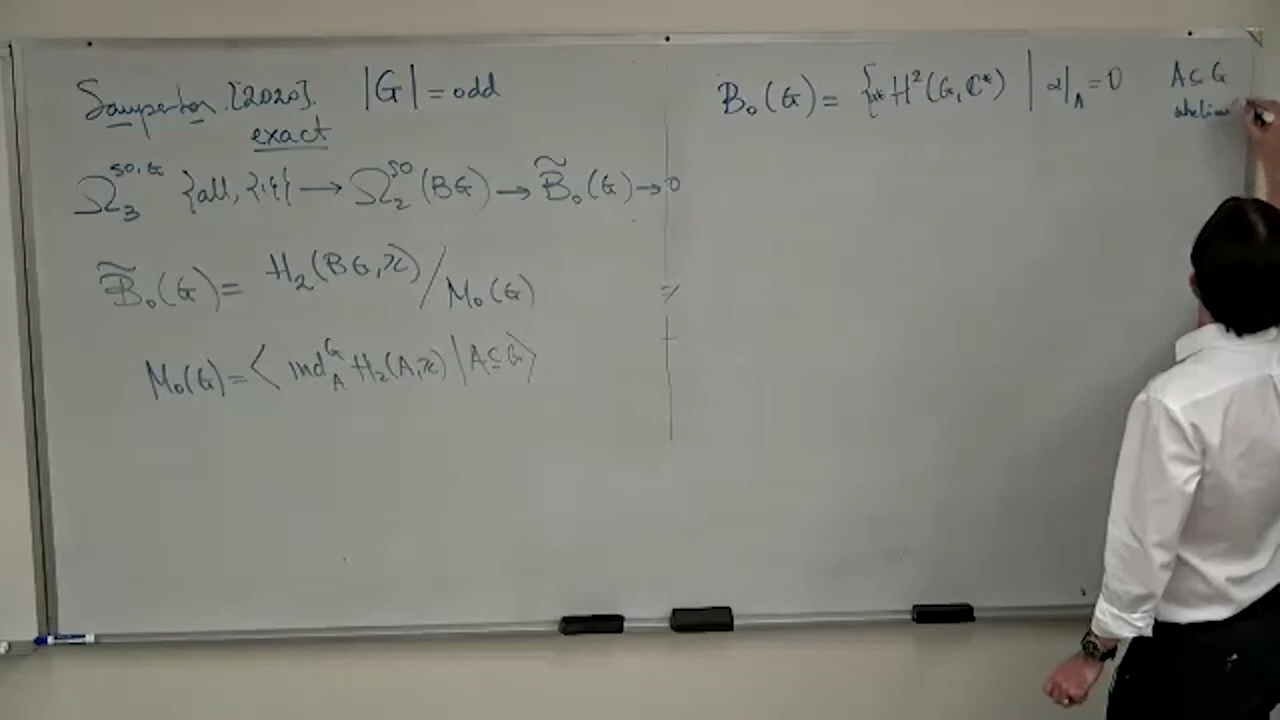 Samperton [2020]. |G| = odd
exact
Ω₃^{SO,G} {all, {1}} → Ω₂^{SO}(BG) → B̃₀(G) → 0
B̃₀(G) = H₂(BG, ℤ) / M₀(G)
M₀(G) = ⟨ ind_A^G H₂(A, ℤ) | A ⊆ G ⟩
B₀(G) = { α ∈ H²(G, ℂ*) | α|_A = 0 A ⊆ G
abelian